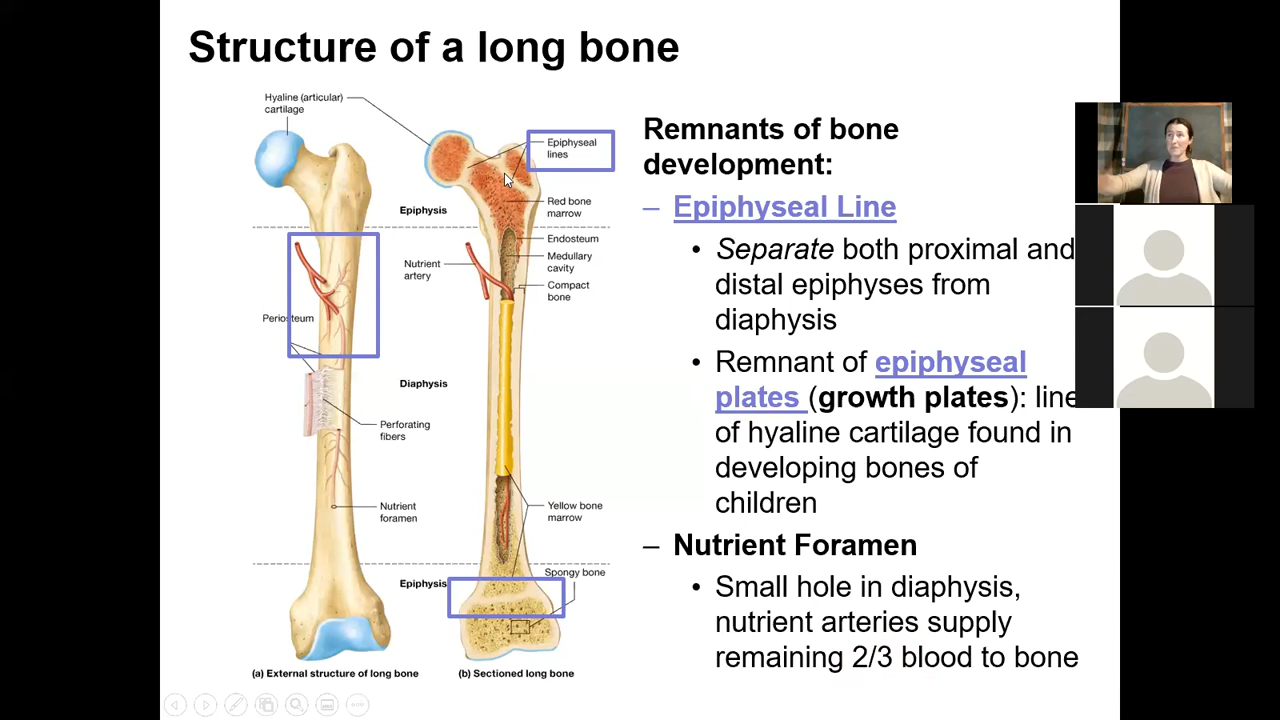 Structure of a long bone
Hyaline (articular)
cartilage
Epiphyseal
lines
Epiphysis
Red bone
marrow
Endosteum
Nutrient
artery
Medullary
cavity
Compact
bone
Periosteum
Diaphysis
Perforating
fibers
Nutrient
foramen
Yellow bone
marrow
Epiphysis
Spongy bone
(a) External structure of long bone
(b) Sectioned long bone
Remnants of bone
development:
– Epiphyseal Line
• Separate both proximal and
distal epiphyses from
diaphysis
• Remnant of epiphyseal
plates (growth plates): line
of hyaline cartilage found in
developing bones of
children
– Nutrient Foramen
• Small hole in diaphysis,
nutrient arteries supply
remaining 2/3 blood to bone